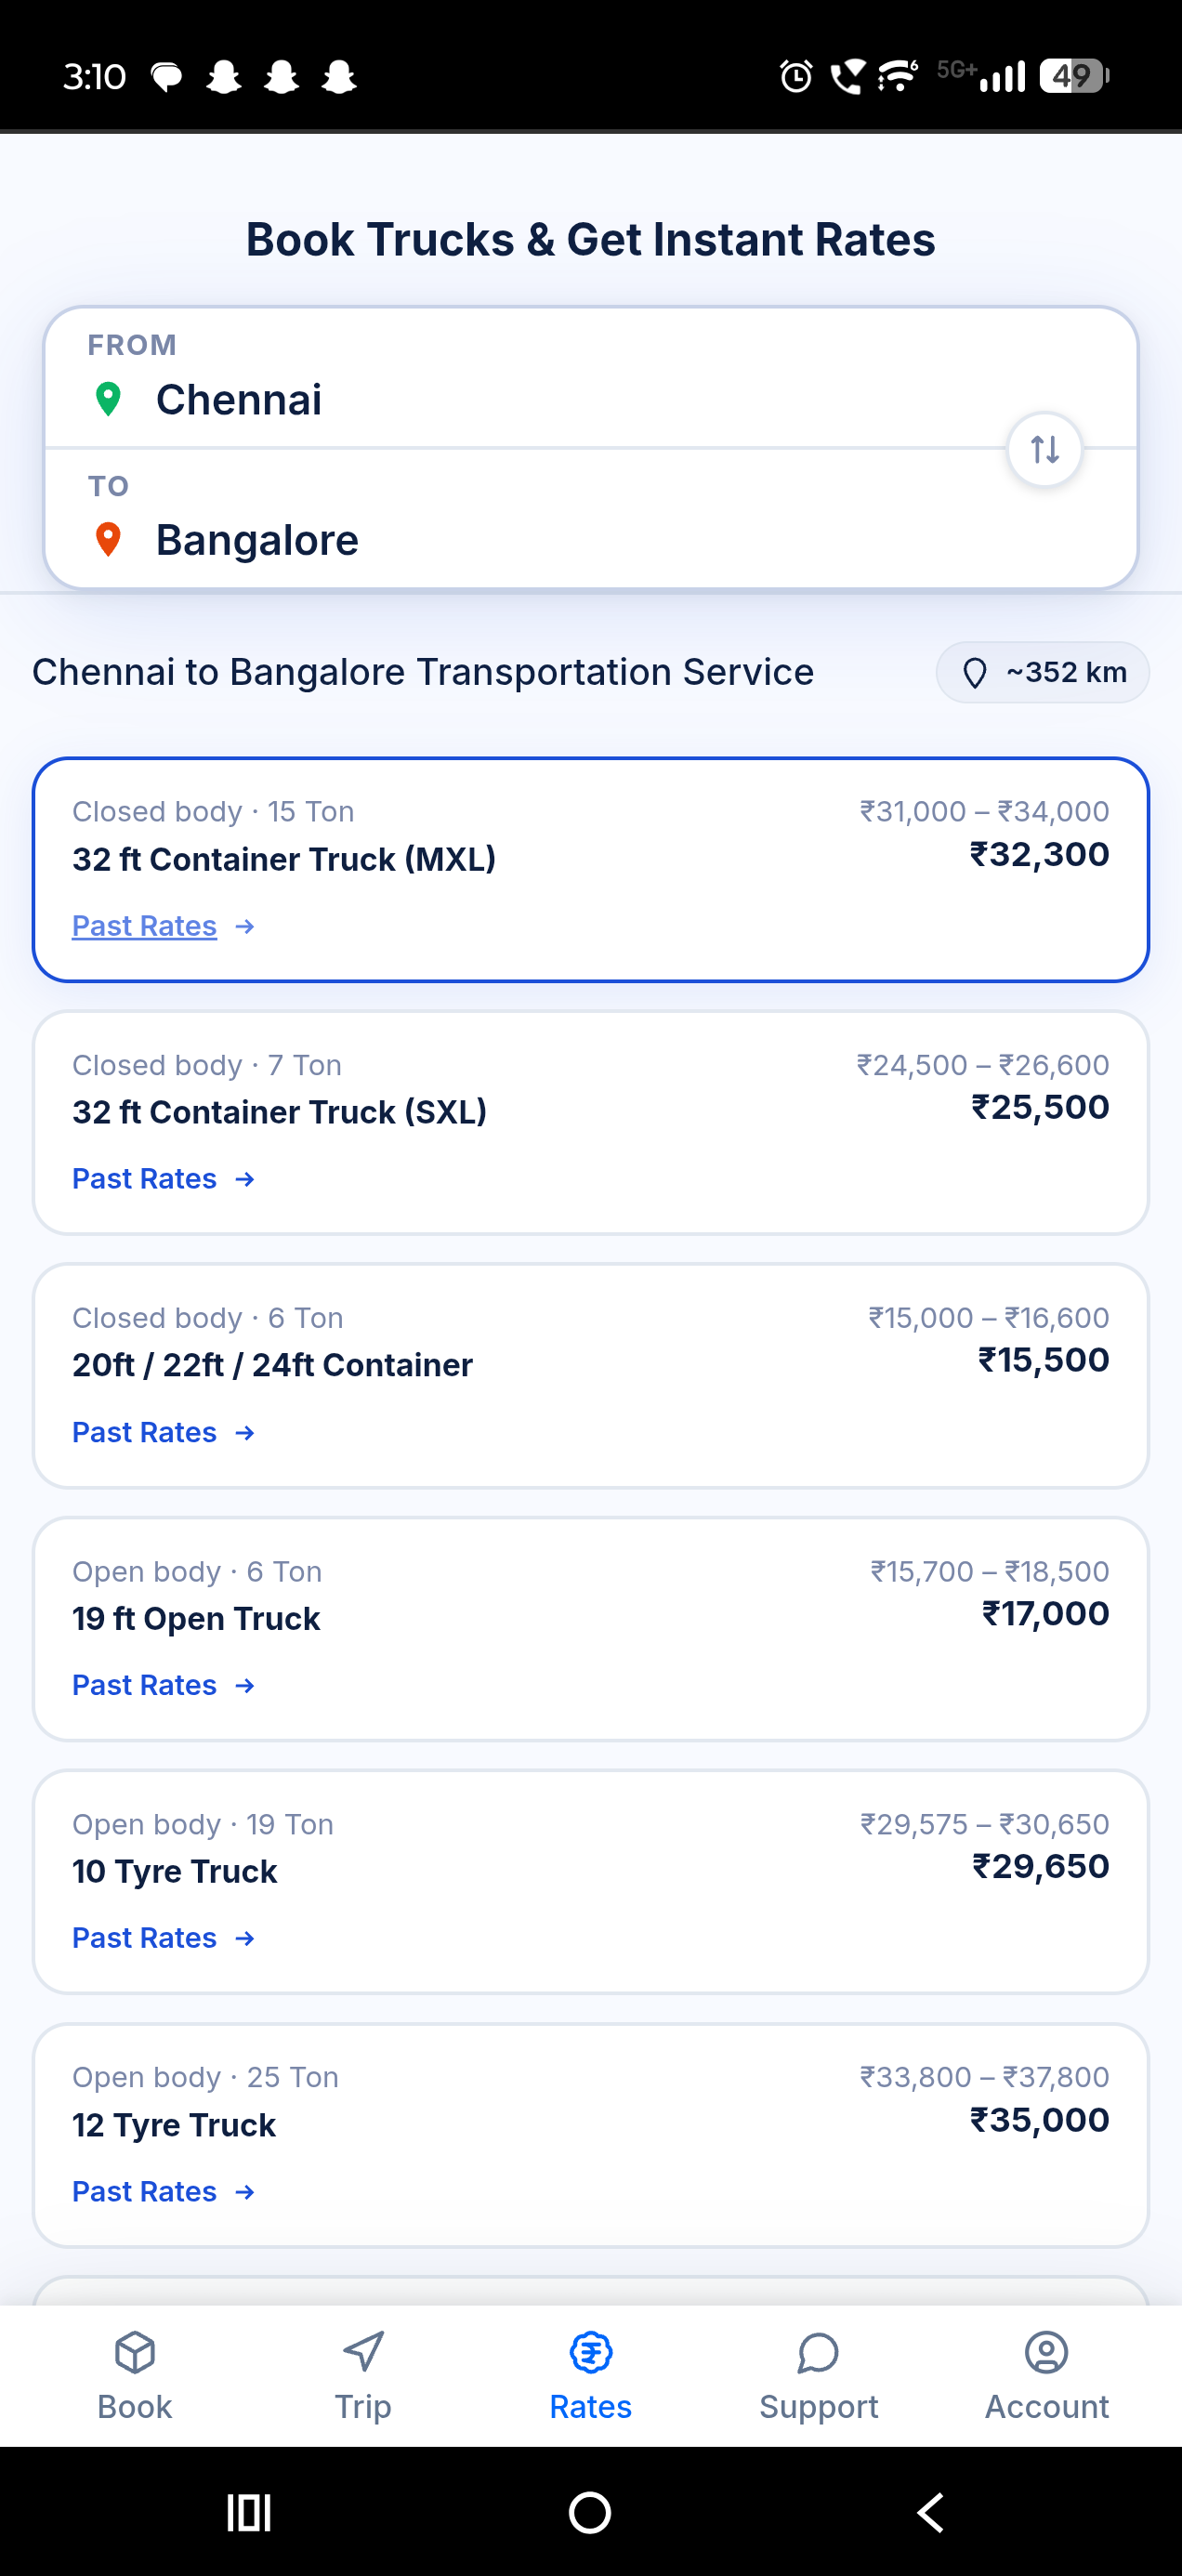 3:10
6 5G+ 49
Book Trucks & Get Instant Rates
FROM
Chennai
TO
Bangalore
Chennai to Bangalore Transportation Service ~352 km
Closed body · 15 Ton ₹31,000 – ₹34,000
32 ft Container Truck (MXL) ₹32,300
Past Rates →
Closed body · 7 Ton ₹24,500 – ₹26,600
32 ft Container Truck (SXL) ₹25,500
Past Rates →
Closed body · 6 Ton ₹15,000 – ₹16,600
20ft / 22ft / 24ft Container ₹15,500
Past Rates →
Open body · 6 Ton ₹15,700 – ₹18,500
19 ft Open Truck ₹17,000
Past Rates →
Open body · 19 Ton ₹29,575 – ₹30,650
10 Tyre Truck ₹29,650
Past Rates →
Open body · 25 Ton ₹33,800 – ₹37,800
12 Tyre Truck ₹35,000
Past Rates →
Book Trip Rates Support Account